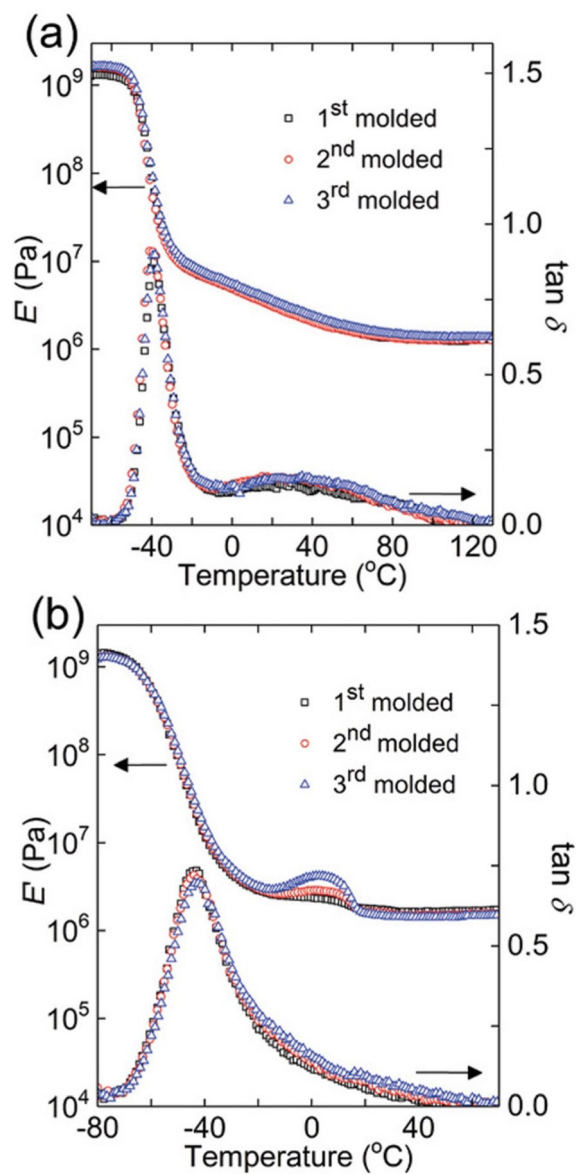 (a)
10⁹
10⁸
10⁷
10⁶
10⁵
10⁴
E' (Pa)
1st molded
2nd molded
3rd molded
1.5
1.0
0.5
0.0
tan δ
-40 0 40 80 120
Temperature (°C)
(b)
10⁹
10⁸
10⁷
10⁶
10⁵
10⁴
E' (Pa)
1st molded
2nd molded
3rd molded
1.5
1.0
0.5
0.0
tan δ
-80 -40 0 40
Temperature (°C)